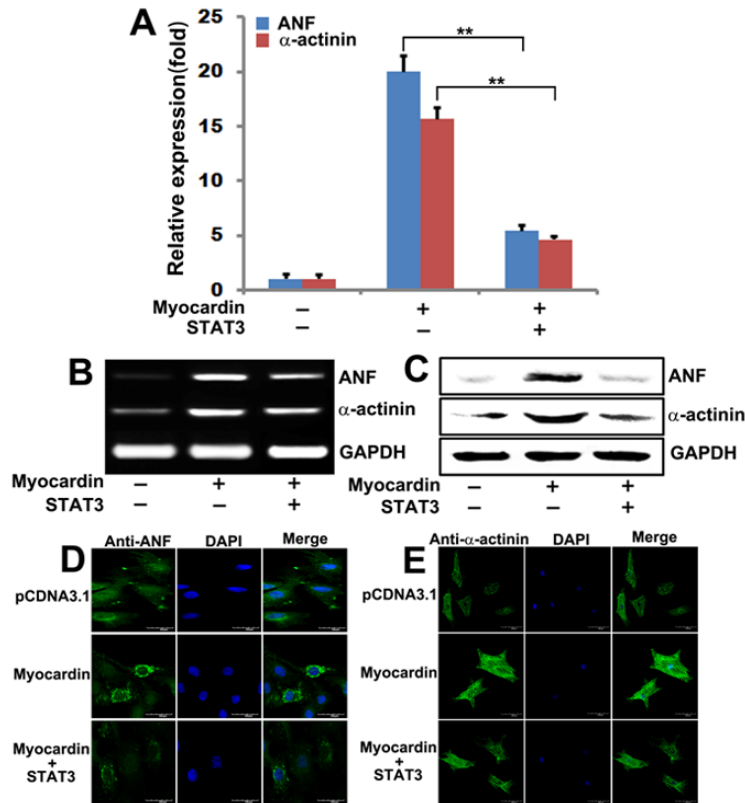 A
ANF
α-actinin
**
**
Relative expression(fold)
25
20
15
10
5
0
Myocardin − + +
STAT3 − − +
B
ANF
α-actinin
GAPDH
Myocardin − + +
STAT3 − − +
C
ANF
α-actinin
GAPDH
Myocardin − + +
STAT3 − − +
D
Anti-ANF DAPI Merge
pCDNA3.1
Myocardin
Myocardin
+
STAT3
E
Anti-α-actinin DAPI Merge
pCDNA3.1
Myocardin
Myocardin
+
STAT3